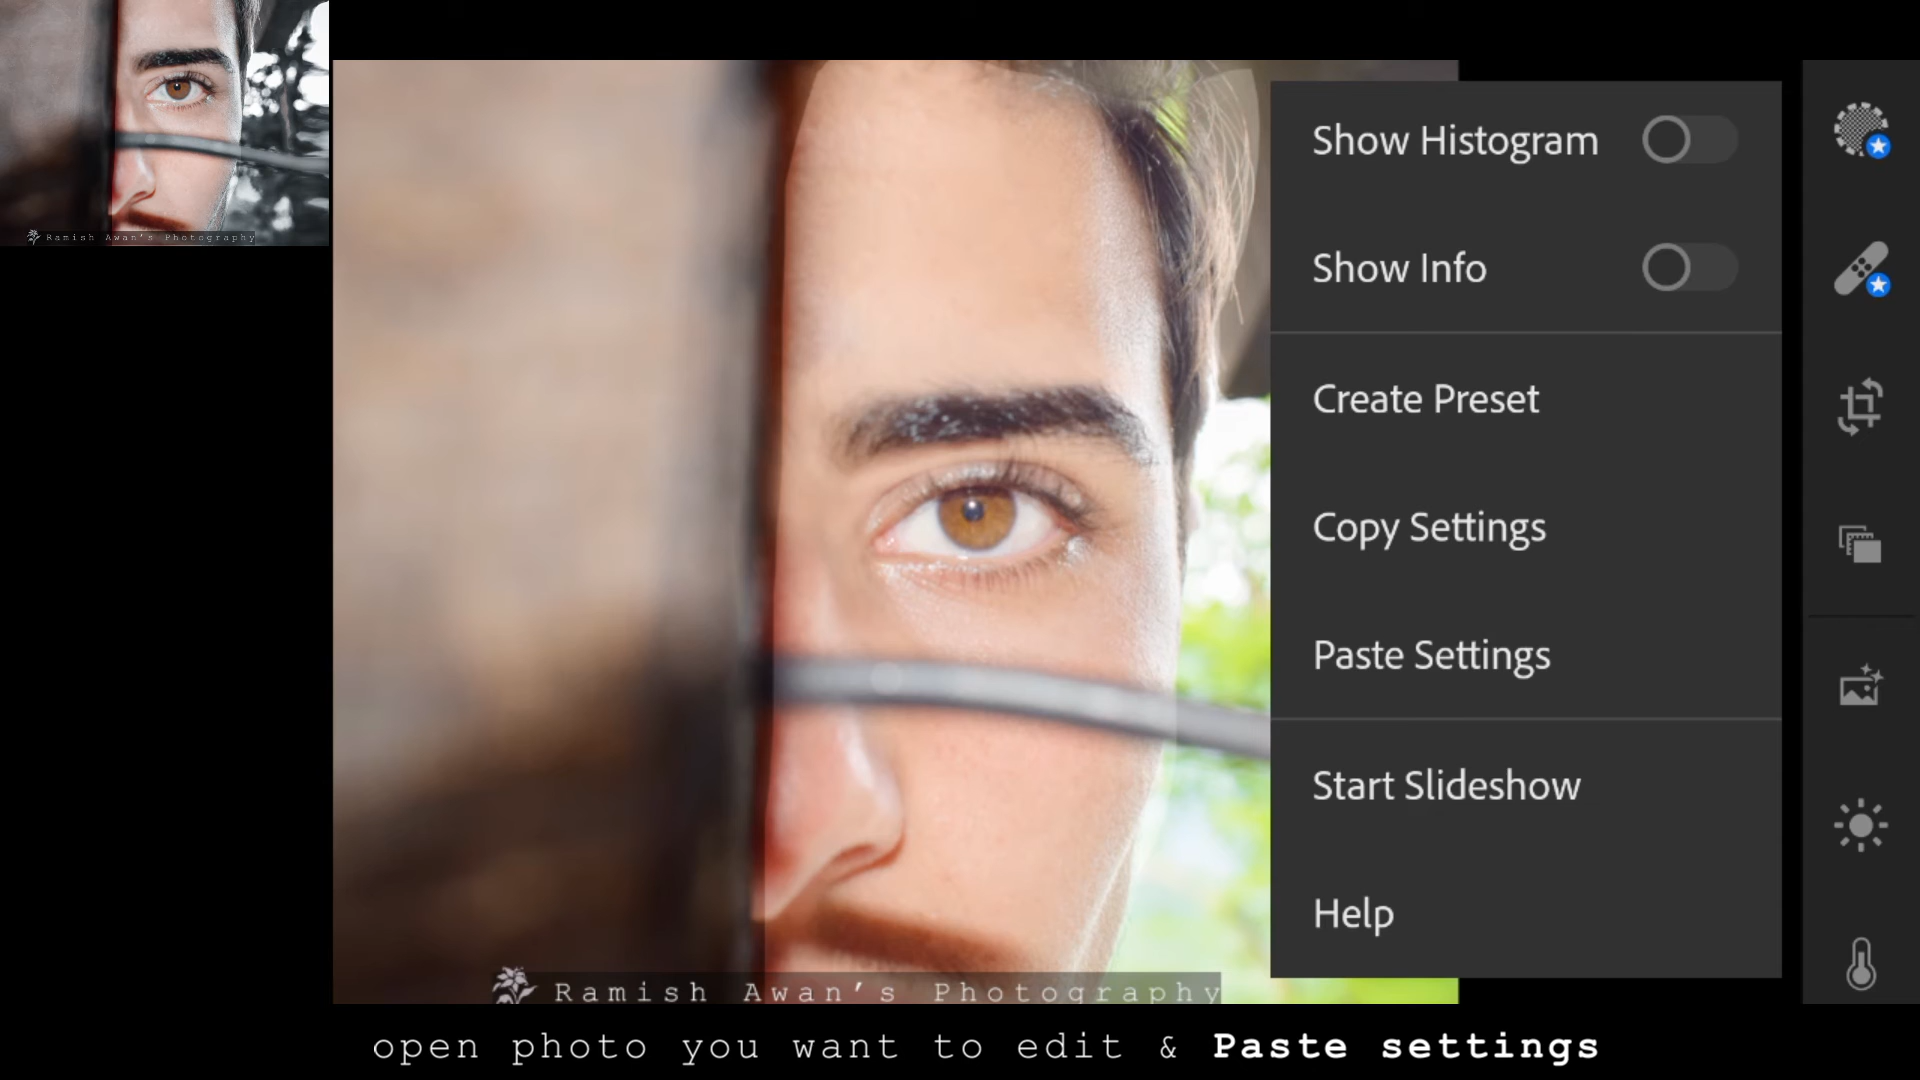 Ramish Awan's Photography
Show Histogram
Show Info
Create Preset
Copy Settings
Paste Settings
Start Slideshow
Help
Ramish Awan's Photography
open photo you want to edit & Paste settings